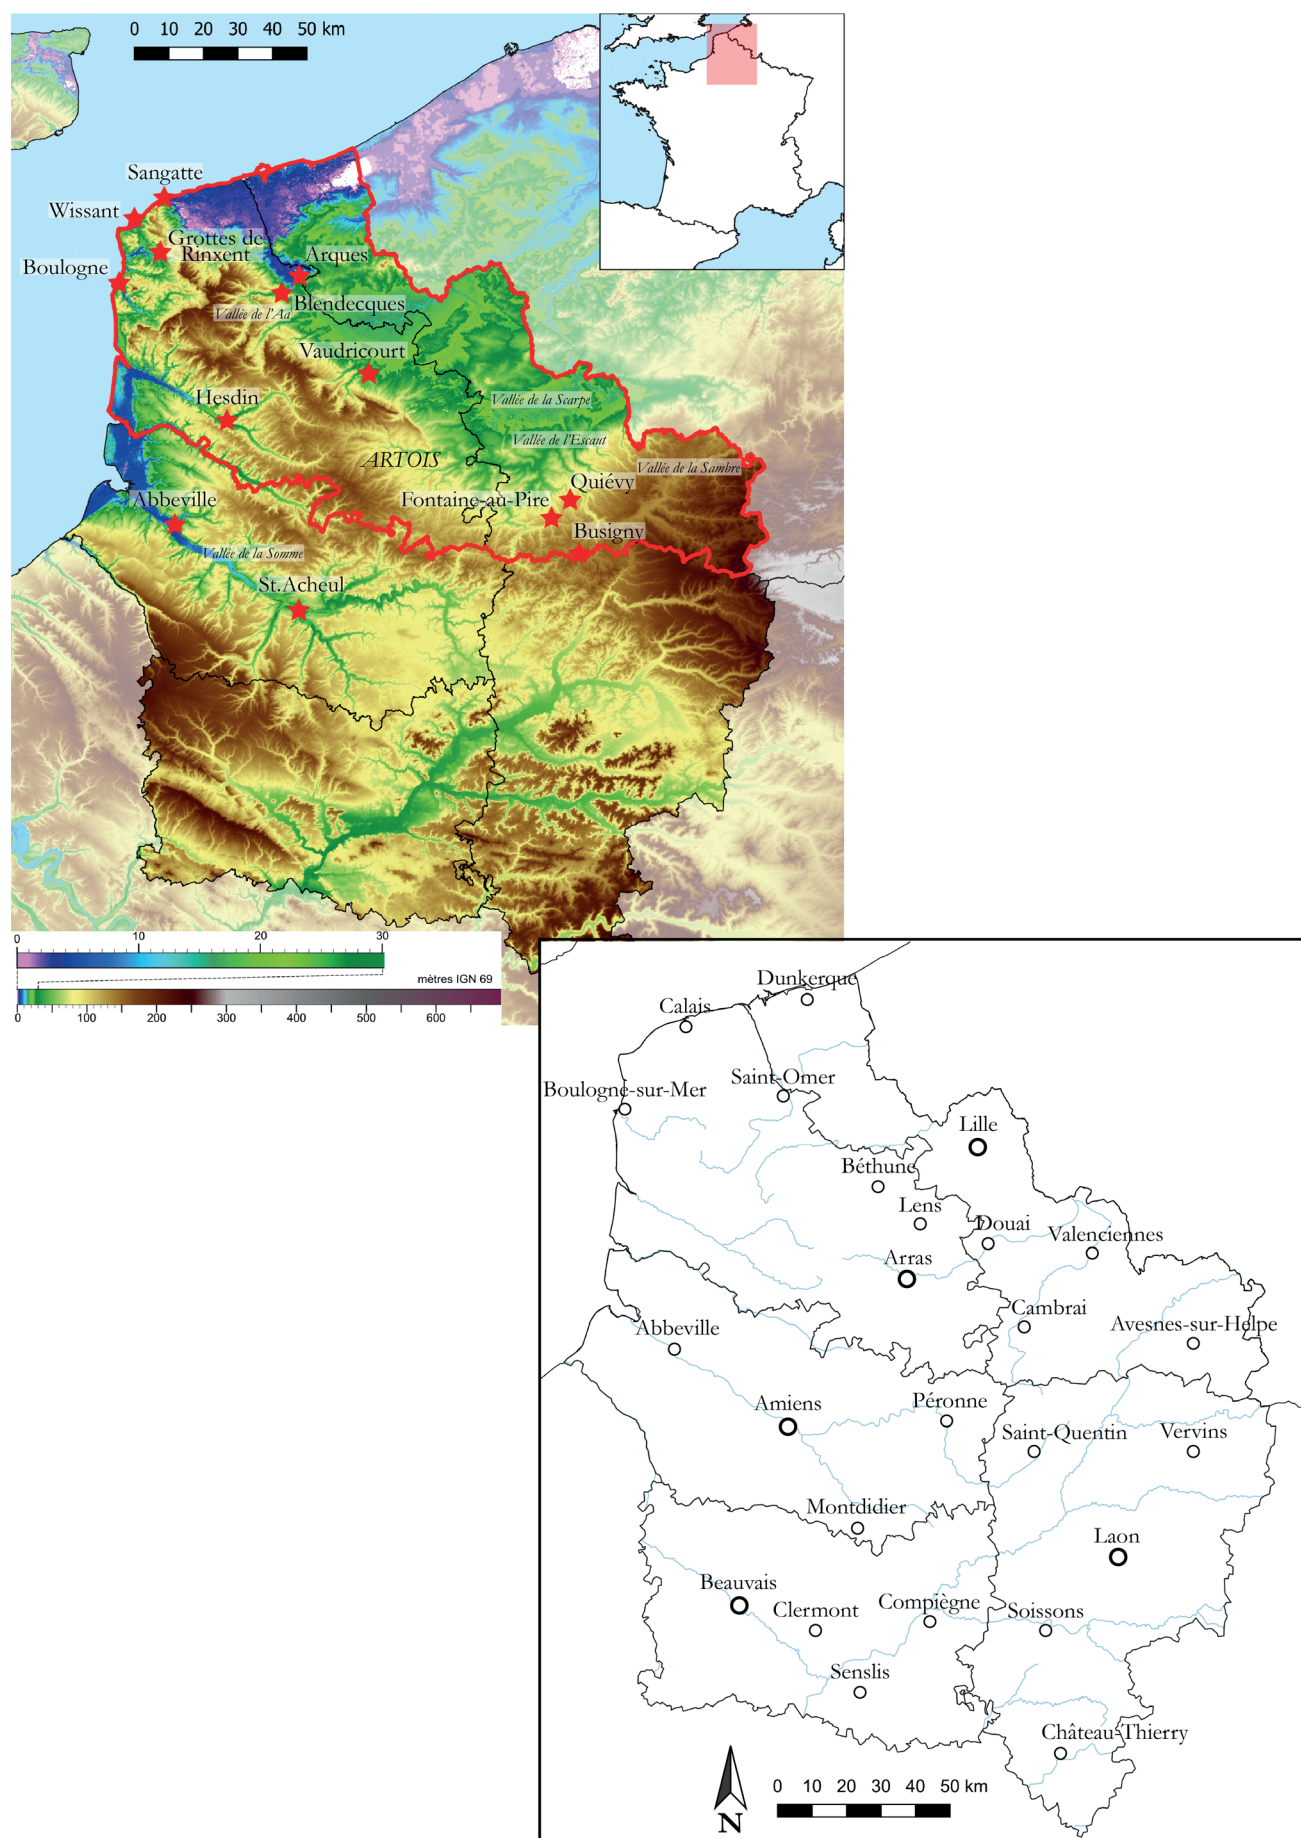 0 10 20 30 40 50 km
Sangatte
Wissant
Grottes de
Rinxent
Boulogne
Arques
Blendecques
Vallée de l'Aa
Vaudricourt
Hesdin
Vallée de la Scarpe
Vallée de l'Escaut
ARTOIS
Vallée de la Sambre
Quiévy
Fontaine-au-Pire
Abbeville
Busigny
Vallée de la Somme
St.Acheul
0 10 20 30
mètres IGN 69
0 100 200 300 400 500 600
Dunkerque
Calais
Saint-Omer
Boulogne-sur-Mer
Lille
Béthune
Lens
Douai
Valenciennes
Arras
Cambrai
Avesnes-sur-Helpe
Abbeville
Amiens
Péronne
Saint-Quentin
Vervins
Montdidier
Laon
Beauvais
Clermont
Compiègne
Soissons
Senslis
Château-Thierry
N
0 10 20 30 40 50 km